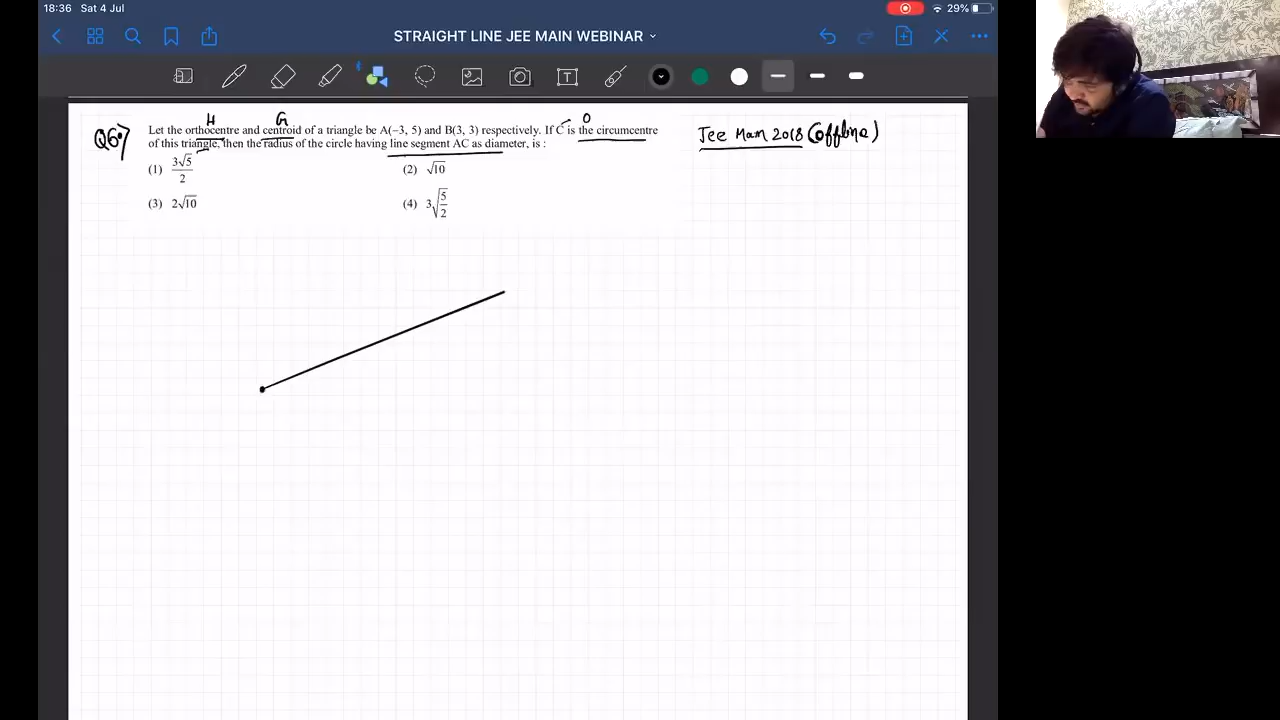 18:36 Sat 4 Jul
29%
STRAIGHT LINE JEE MAIN WEBINAR
T
H G O
Q6.
Let the orthocentre and centroid of a triangle be A(−3, 5) and B(3, 3) respectively. If C is the circumcentre
of this triangle, then the radius of the circle having line segment AC as diameter, is :
Jee Main 2018 (offline)
(1) 3√5/2
(2) √10
(3) 2√10
(4) 3√(5/2)